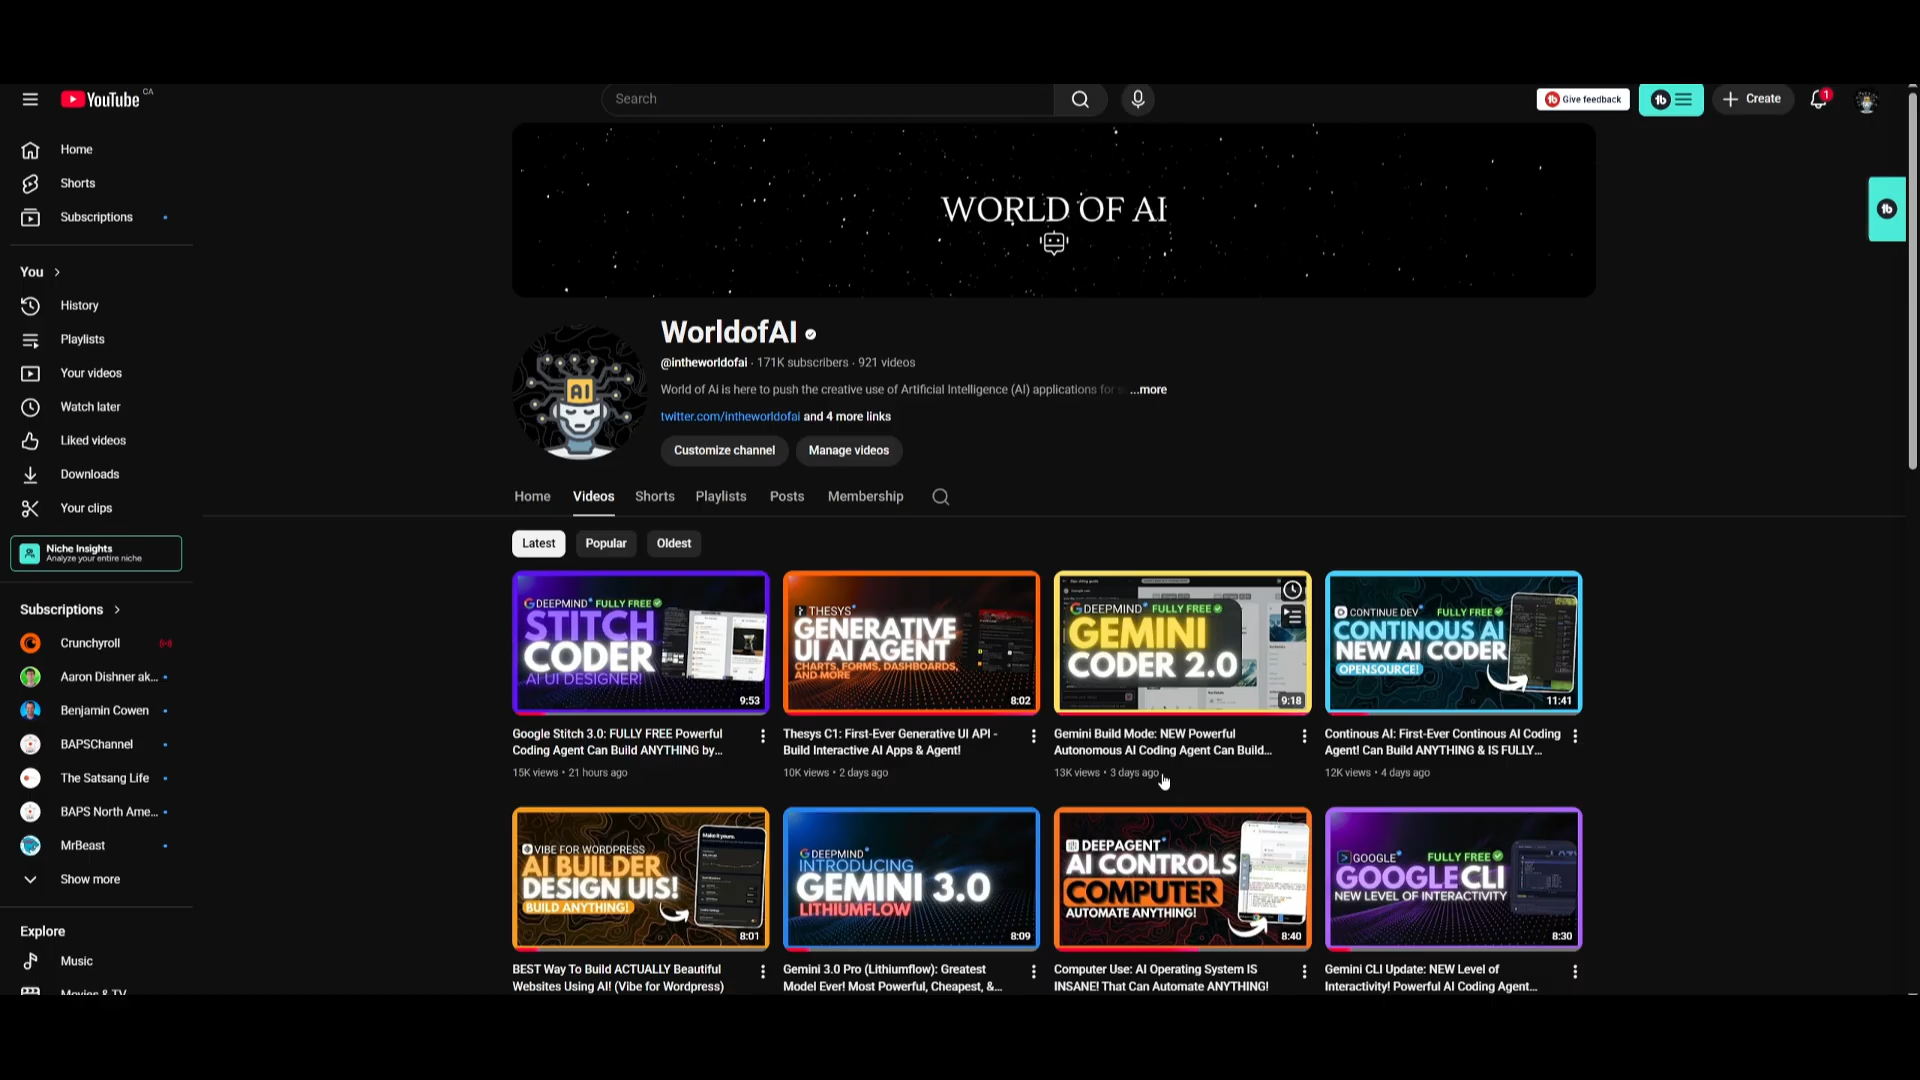 YouTube CA
Search
Give feedback
Create
1
Home
Shorts
Subscriptions
You
History
Playlists
Your videos
Watch later
Liked videos
Downloads
Your clips
Niche Insights
Analyze your entire niche
Subscriptions
Crunchyroll
Aaron Dishner ak...
Benjamin Cowen
BAPSChannel
The Satsang Life
BAPS North Ame...
MrBeast
Show more
Explore
Music
Movies & TV
WORLD OF AI
AI
WorldofAI
@intheworldofai · 171K subscribers · 921 videos
World of Ai is here to push the creative use of Artificial Intelligence (AI) applications for ...more
twitter.com/intheworldofai and 4 more links
Customize channel
Manage videos
Home Videos Shorts Playlists Posts Membership
Latest Popular Oldest
DEEPMIND FULLY FREE
STITCH
CODER
AI UI DESIGNER!
9:53
Google Stitch 3.0: FULLY FREE Powerful
Coding Agent Can Build ANYTHING by...
15K views • 21 hours ago
THESYS
GENERATIVE
UI AI AGENT
CHARTS, FORMS, DASHBOARDS,
AND MORE
8:02
Thesys C1: First-Ever Generative UI API -
Build Interactive AI Apps & Agent!
10K views • 2 days ago
DEEPMIND FULLY FREE
GEMINI
CODER 2.0
9:18
Gemini Build Mode: NEW Powerful
Autonomous AI Coding Agent Can Build...
13K views • 3 days ago
CONTINUE DEV FULLY FREE
CONTINOUS AI
NEW AI CODER
OPENSOURCE!
11:41
Continous AI: First-Ever Continous AI Coding
Agent! Can Build ANYTHING & IS FULLY...
12K views • 4 days ago
VIBE FOR WORDPRESS
AI BUILDER
DESIGN UIS!
BUILD ANYTHING!
Make it yours.
8:01
BEST Way To Build ACTUALLY Beautiful
Websites Using AI! (Vibe for Wordpress)
DEEPMIND
INTRODUCING
GEMINI 3.0
LITHIUMFLOW
8:09
Gemini 3.0 Pro (Lithiumflow): Greatest
Model Ever! Most Powerful, Cheapest, &...
DEEPAGENT
AI CONTROLS
COMPUTER
AUTOMATE ANYTHING!
8:40
Computer Use: AI Operating System IS
INSANE! That Can Automate ANYTHING!
GOOGLE FULLY FREE
GOOGLE CLI
NEW LEVEL OF INTERACTIVITY
8:30
Gemini CLI Update: NEW Level of
Interactivity! Powerful AI Coding Agent...